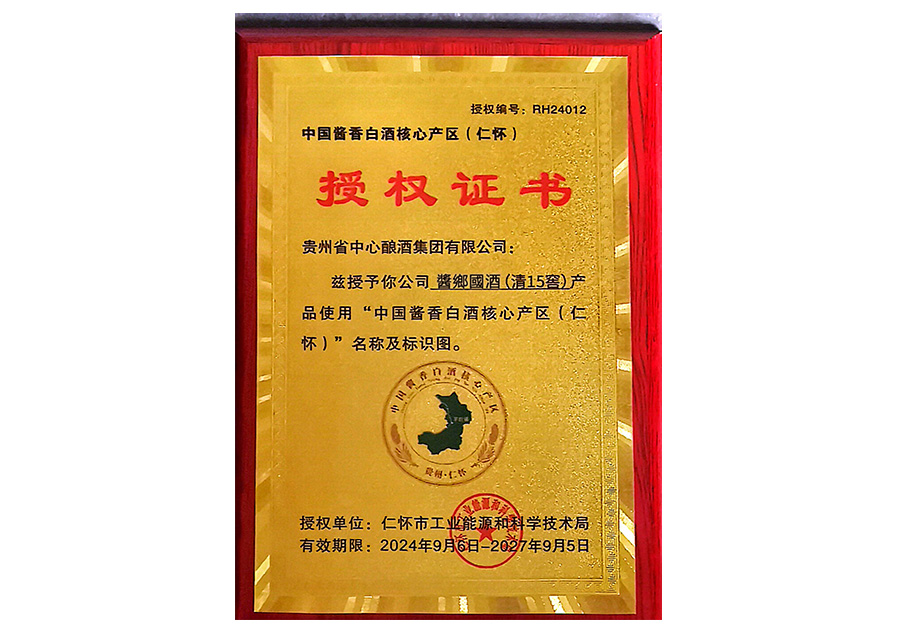 授权编号：RH24012
中国酱香白酒核心产区（仁怀）
授权证书
贵州省中心酿酒集团有限公司：
兹授予你公司 醬鄉國酒（清15窖）产
品使用“中国酱香白酒核心产区（仁
怀）”名称及标识图。
中国酱香白酒核心产区
贵州·仁怀
授权单位：仁怀市工业能源和科学技术局
有效期限：2024年9月6日-2027年9月5日